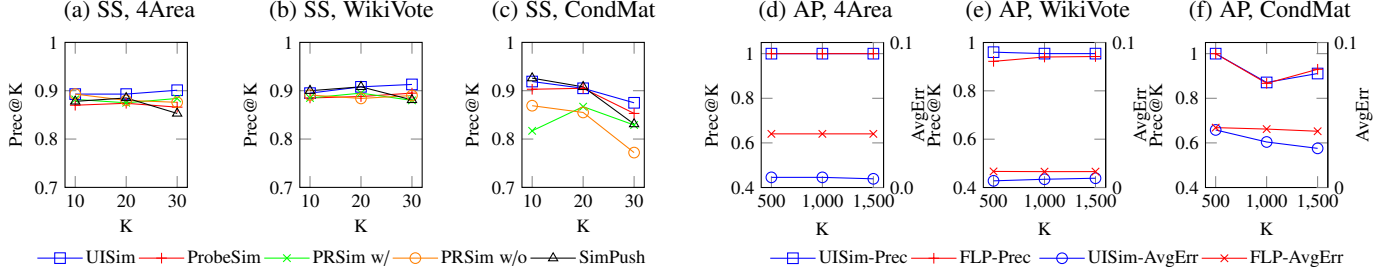 (a) SS, 4Area
(b) SS, WikiVote
(c) SS, CondMat
(d) AP, 4Area
(e) AP, WikiVote
(f) AP, CondMat
Prec@K
1
0.9
0.8
0.7
10 20 30
K
1
0.9
0.8
0.7
10 20 30
K
1
0.9
0.8
0.7
10 20 30
K
Prec@K
1
0.8
0.6
0.4
500 1,000 1,500
K
0.1
0.0
AvgErr
Prec@K
1
0.8
0.6
0.4
500 1,000 1,500
K
0.1
0.0
AvgErr
Prec@K
1
0.8
0.6
0.4
500 1,000 1,500
K
0.1
0.0
AvgErr
UISim ProbeSim PRSim w/ PRSim w/o SimPush
UISim-Prec FLP-Prec UISim-AvgErr FLP-AvgErr